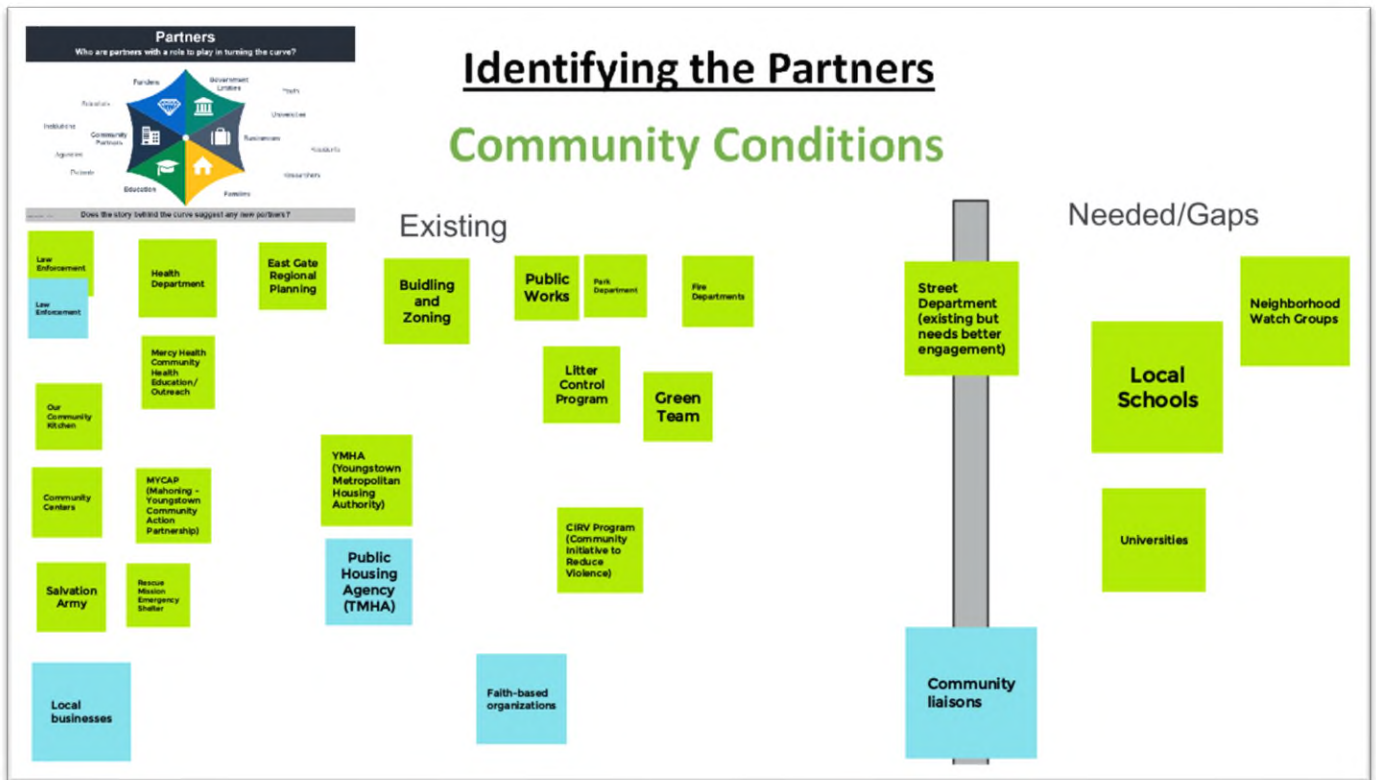 Partners
Who are partners with a role to play in turning the curve?
Funders
Government
Entities
Youth
Universities
Institutions
Community
Partners
Businesses
Residents
Agencies
Researchers
Education
Families
Does the story behind the curve suggest any new partners?
Identifying the Partners
Community Conditions
Existing
Needed/Gaps
Law
Enforcement
Law
Enforcement
Health
Department
East Gate
Regional
Planning
Buidling
and
Zoning
Public
Works
Park
Department
Fire
Departments
Street
Department
(existing but
needs better
engagement)
Neighborhood
Watch Groups
Local
Schools
Mercy Health
Community
Health
Education/
Outreach
Litter
Control
Program
Green
Team
Our
Community
Kitchen
YMHA
(Youngstown
Metropolitan
Housing
Authority)
Community
Centers
MYCAP
(Mahoning -
Youngstown
Community
Action
Partnership)
CIRV Program
(Community
Initiative to
Reduce
Violence)
Universities
Public
Housing
Agency
(TMHA)
Salvation
Army
Rescue
Mission
Emergency
Shelter
Local
businesses
Faith-based
organizations
Community
liaisons